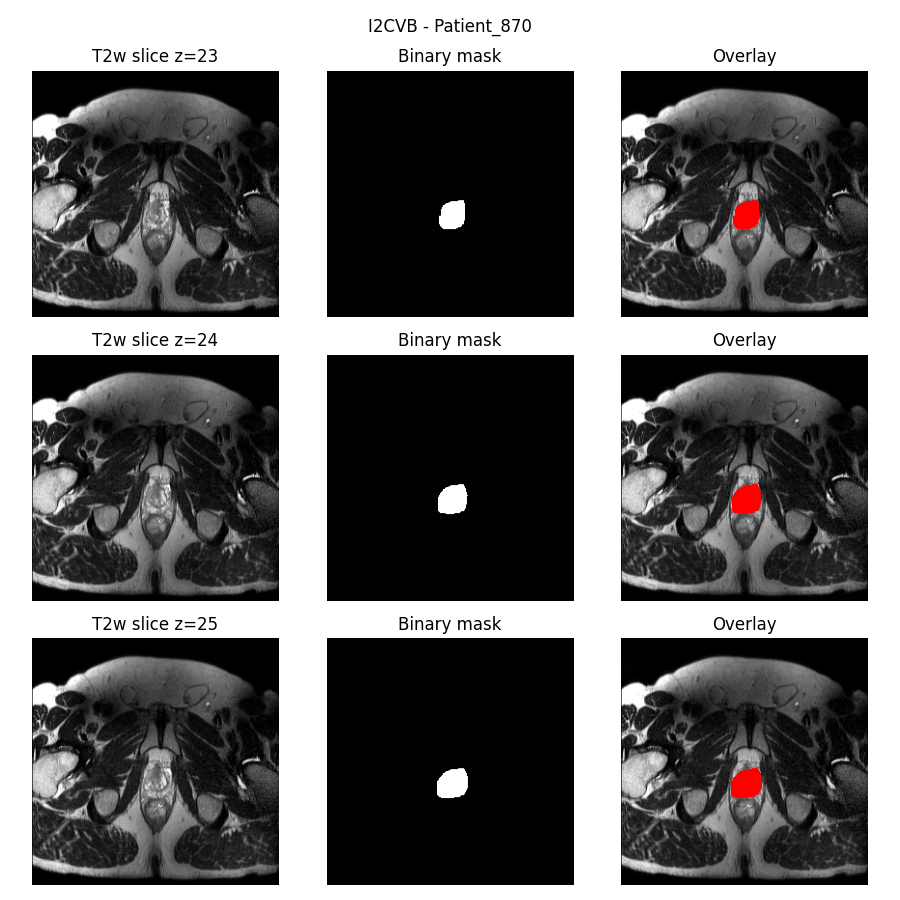 I2CVB - Patient_870
T2w slice z=23
Binary mask
Overlay
T2w slice z=24
Binary mask
Overlay
T2w slice z=25
Binary mask
Overlay